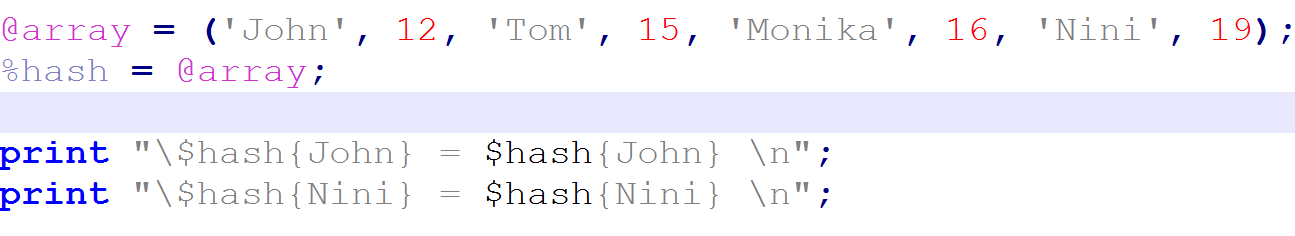 @array = ('John', 12, 'Tom', 15, 'Monika', 16, 'Nini', 19);
%hash = @array;
print "\$hash{John} = $hash{John} \n";
print "\$hash{Nini} = $hash{Nini} \n";